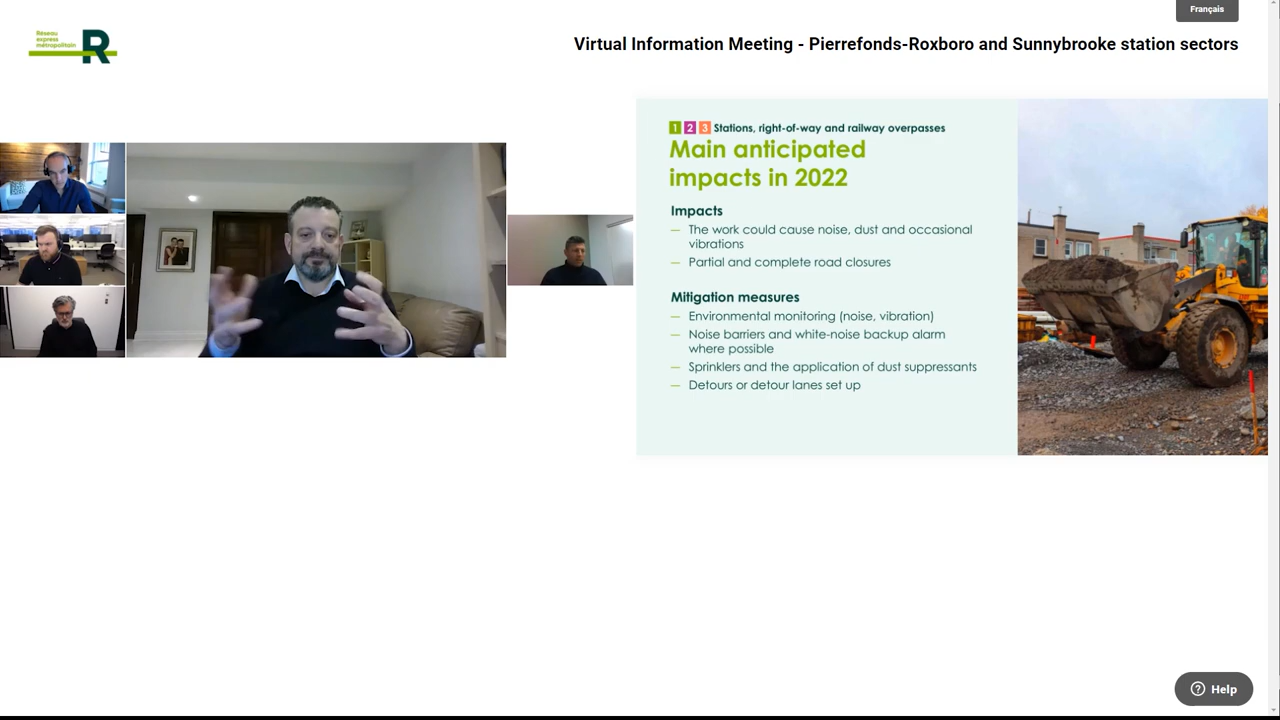 Français
Réseau
express
métropolitain
R
Virtual Information Meeting - Pierrefonds-Roxboro and Sunnybrooke station sectors
1 2 3 Stations, right-of-way and railway overpasses
Main anticipated
impacts in 2022
Impacts
— The work could cause noise, dust and occasional
vibrations
— Partial and complete road closures
Mitigation measures
— Environmental monitoring (noise, vibration)
— Noise barriers and white-noise backup alarm
where possible
— Sprinklers and the application of dust suppressants
— Detours or detour lanes set up
Help